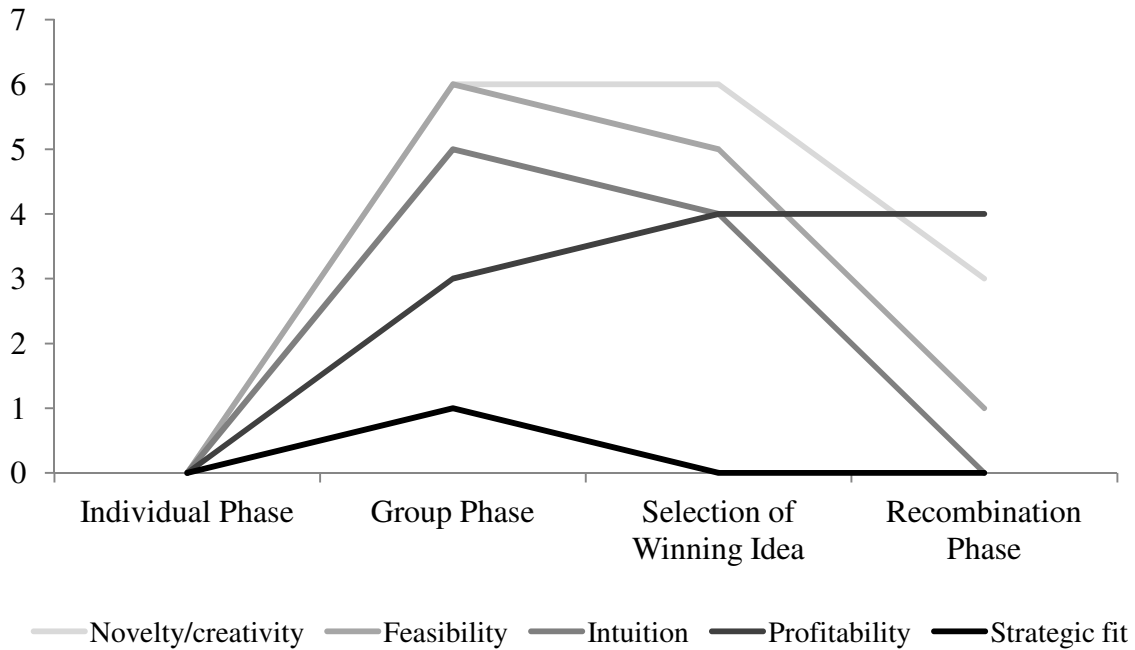 7
6
5
4
3
2
1
0
Individual Phase
Group Phase
Selection of
Winning Idea
Recombination
Phase
Novelty/creativity Feasibility Intuition Profitability Strategic fit